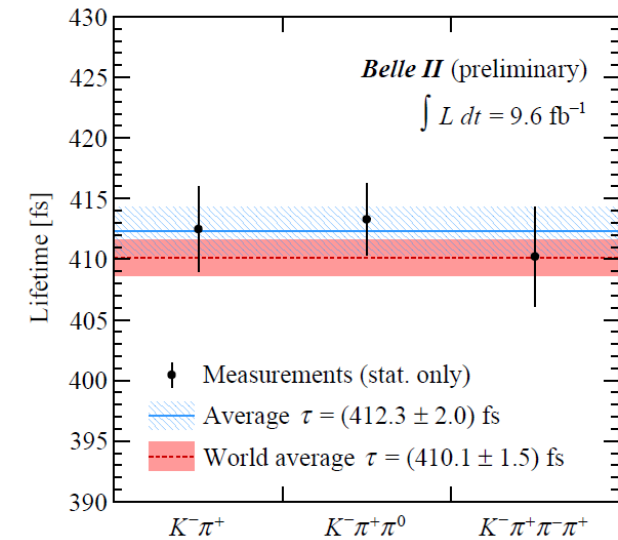 430
425
420
415
410
405
400
395
390
Lifetime [fs]
Belle II (preliminary)
∫ L dt = 9.6 fb⁻¹
Measurements (stat. only)
Average τ = (412.3 ± 2.0) fs
World average τ = (410.1 ± 1.5) fs
K⁻π⁺
K⁻π⁺π⁰
K⁻π⁺π⁻π⁺